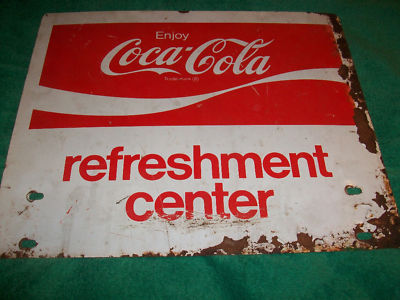 Enjoy
Coca-Cola
Trade-mark ®
refreshment
center